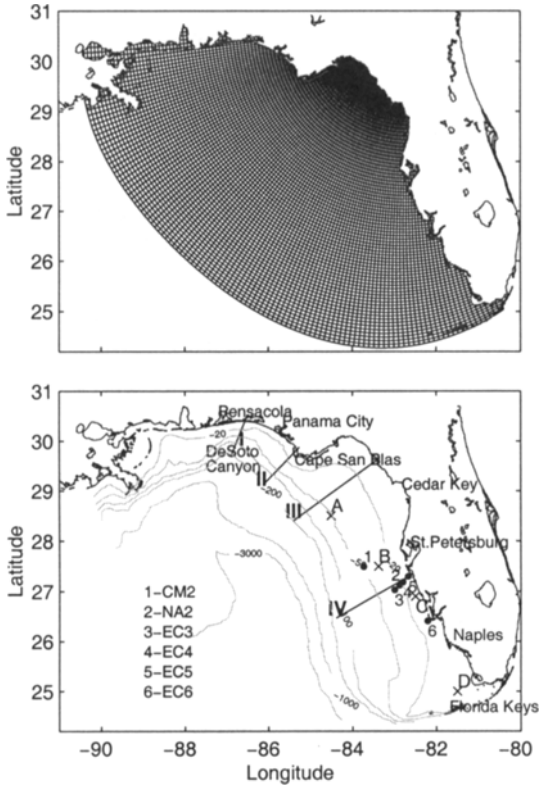 31
30
29
28
27
26
25
Latitude
31
30
29
28
27
26
25
Latitude
Pensacola
-20
Panama City
I
DeSoto
Canyon
Cape San Blas
II
-200
Cedar Key
III
A
St.Petersburg
1
B
2
3
IV
C
6
-3000
1-CM2
2-NA2
3-EC3
4-EC4
5-EC5
6-EC6
Naples
D
-1000
Florida Keys
-90
-88
-86
-84
-82
-80
Longitude